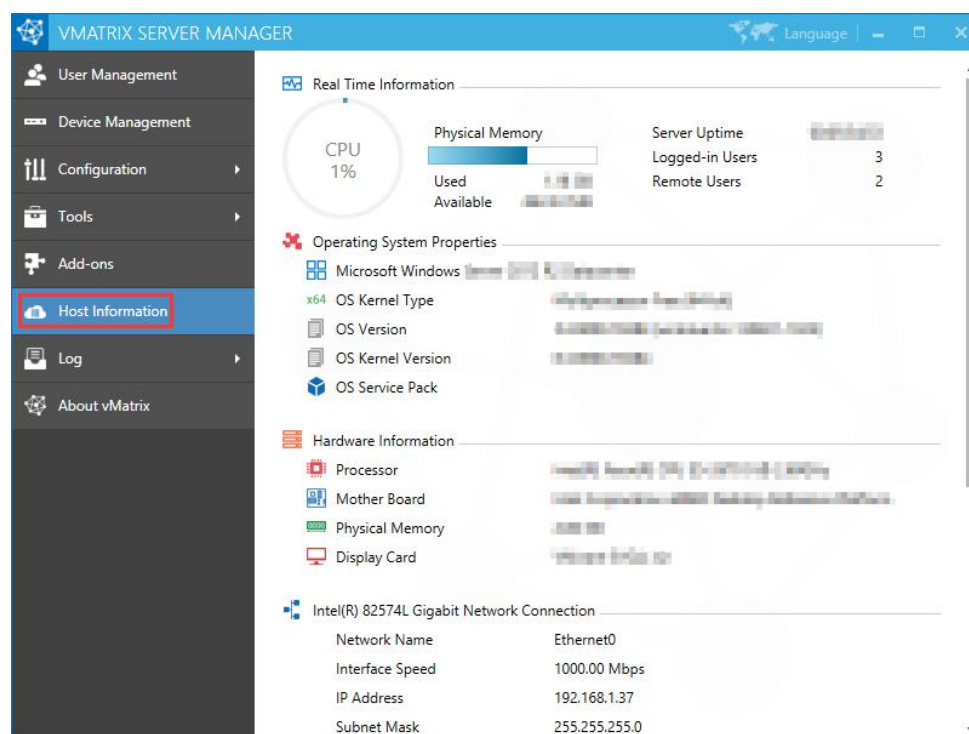 VMATRIX SERVER MANAGER
Language
User Management
Device Management
Configuration
Tools
Add-ons
Host Information
Log
About vMatrix
Real Time Information
CPU
1%
Physical Memory
Used
Available
Server Uptime
Logged-in Users 3
Remote Users 2
Operating System Properties
Microsoft Windows
x64 OS Kernel Type
OS Version
OS Kernel Version
OS Service Pack
Hardware Information
Processor
Mother Board
Physical Memory
Display Card
Intel(R) 82574L Gigabit Network Connection
Network Name Ethernet0
Interface Speed 1000.00 Mbps
IP Address 192.168.1.37
Subnet Mask 255.255.255.0